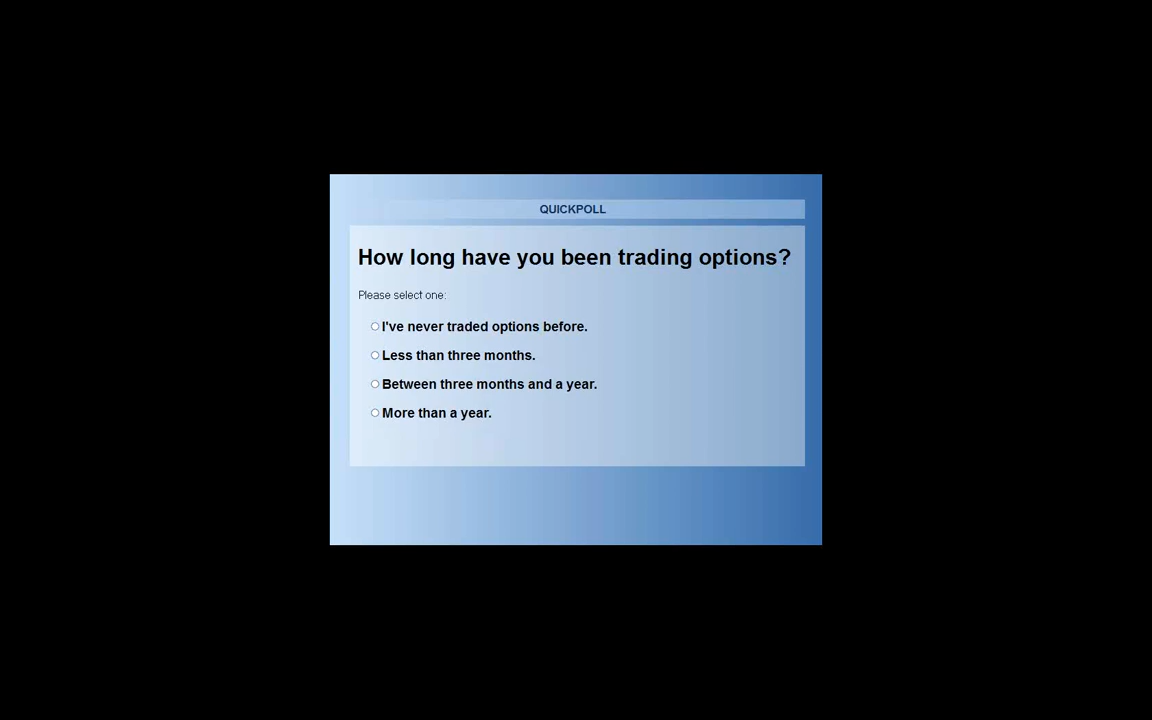 QUICKPOLL
How long have you been trading options?
Please select one:
I've never traded options before.
Less than three months.
Between three months and a year.
More than a year.